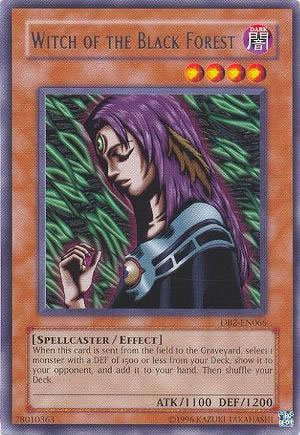 WITCH OF THE BLACK FOREST
DARK
闇
DB2-EN066
[SPELLCASTER / EFFECT]
When this card is sent from the field to the Graveyard, select 1
monster with a DEF of 1500 or less from your Deck, show it to
your opponent, and add it to your hand. Then shuffle your
Deck.
ATK/1100 DEF/1200
78010363
©1996 KAZUKI TAKAHASHI